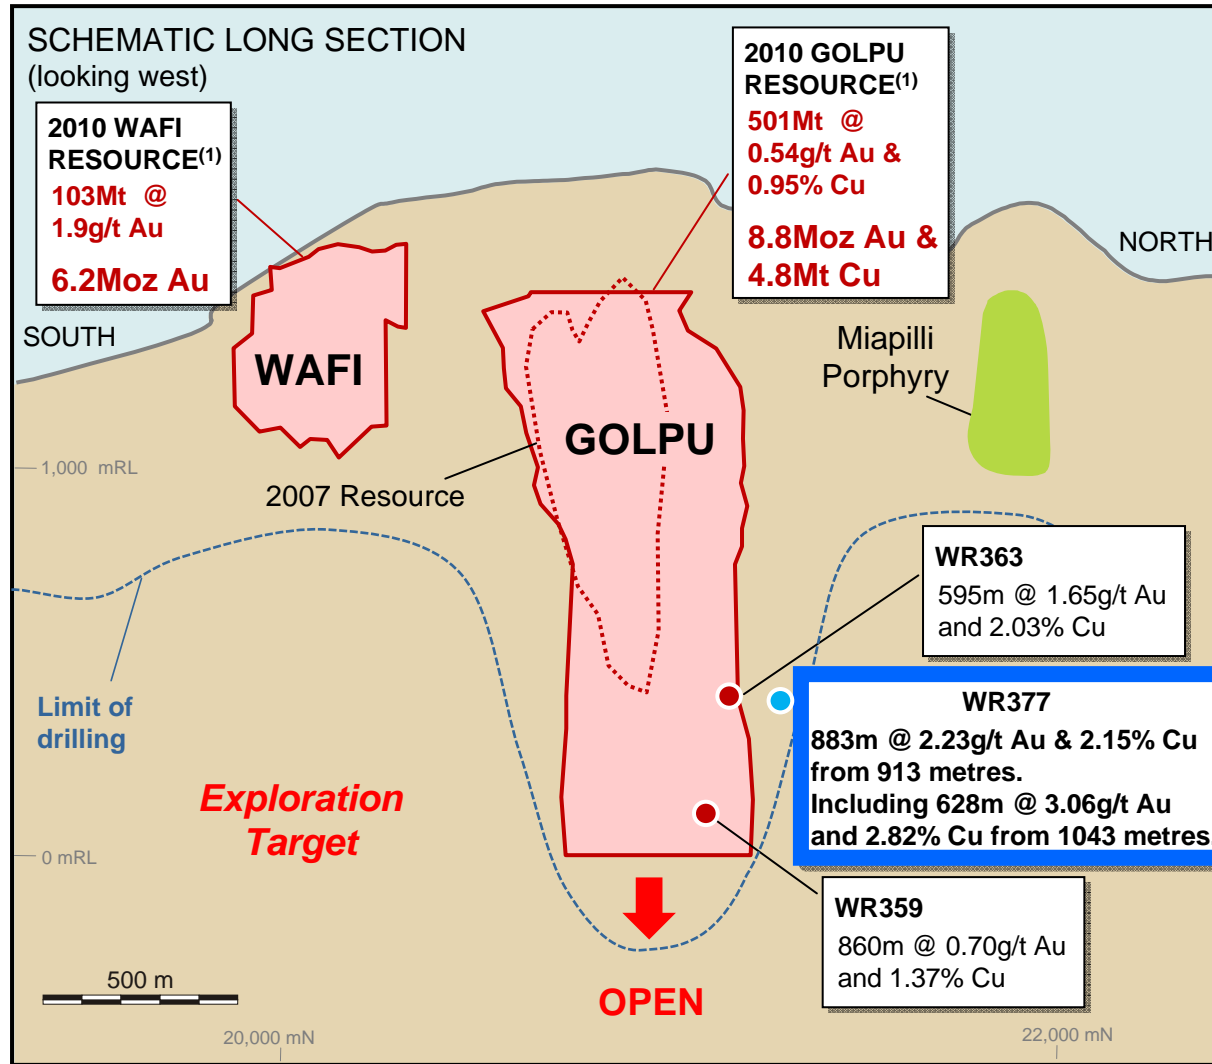 SCHEMATIC LONG SECTION
(looking west)
2010 WAFI
RESOURCE(1)
103Mt @
1.9g/t Au
6.2Moz Au
2010 GOLPU
RESOURCE(1)
501Mt @
0.54g/t Au &
0.95% Cu
8.8Moz Au &
4.8Mt Cu
NORTH
SOUTH
WAFI
Miapilli
Porphyry
GOLPU
1,000 mRL
2007 Resource
WR363
595m @ 1.65g/t Au
and 2.03% Cu
Limit of
drilling
WR377
883m @ 2.23g/t Au & 2.15% Cu
from 913 metres.
Including 628m @ 3.06g/t Au
and 2.82% Cu from 1043 metres.
Exploration
Target
0 mRL
WR359
860m @ 0.70g/t Au
and 1.37% Cu
500 m
OPEN
20,000 mN
22,000 mN